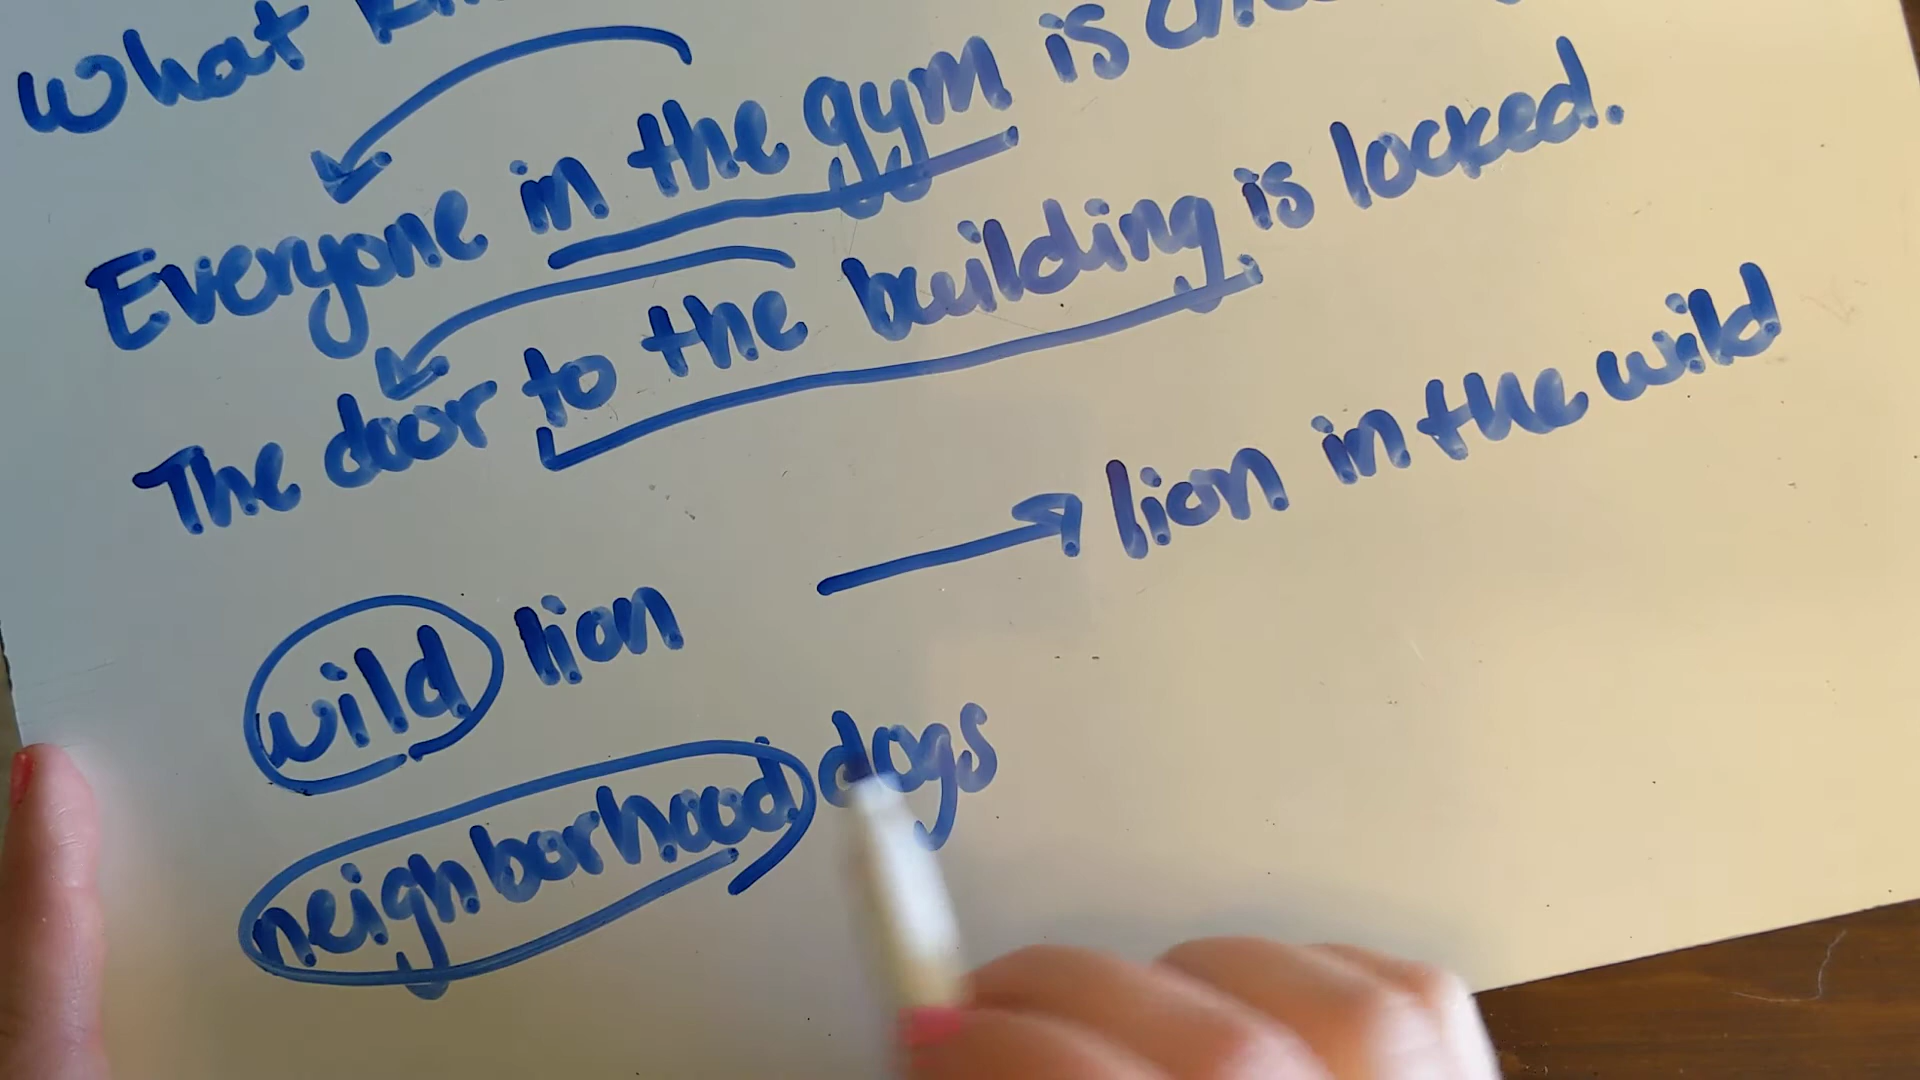 What
Everyone in the gym is
The door to the building is locked.
wild lion → lion in the wild
neighborhood dogs